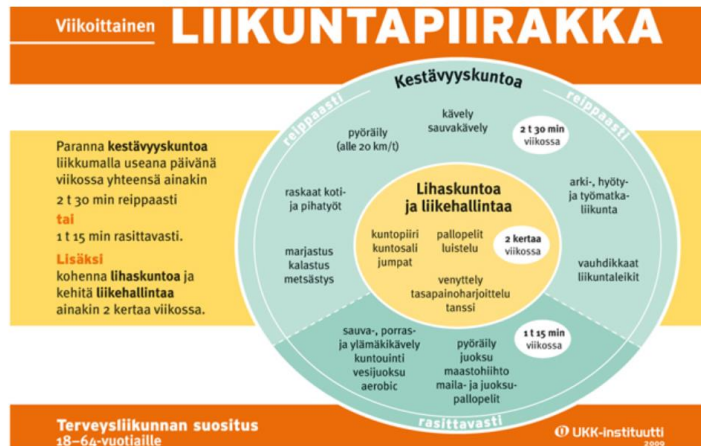 Viikoittainen LIIKUNTAPIIRAKKA
Paranna kestävyyskuntoa
liikkumalla useana päivänä
viikossa yhteensä ainakin
2 t 30 min reippaasti
tai
1 t 15 min rasittavasti.
Lisäksi
kohenna lihaskuntoa ja
kehitä liikehallintaa
ainakin 2 kertaa viikossa.
Kestävyyskuntoa
reippaasti
reippaasti
kävely
sauvakävely
2 t 30 min
viikossa
pyöräily
(alle 20 km/t)
raskaat koti-
ja pihatyöt
marjastus
kalastus
metsästys
arki-, hyöty-
ja työmatka-
liikunta
vauhdikkaat
liikuntaleikit
Lihaskuntoa
ja liikehallintaa
kuntopiiri
kuntosali
jumpat
pallopelit
luistelu
2 kertaa
viikossa
venyttely
tasapainoharjoittelu
tanssi
sauva-, porras-
ja ylämäkikävely
kuntouinti
vesijuoksu
aerobic
pyöräily
juoksu
maastohiihto
maila- ja juoksu-
pallopelit
1 t 15 min
viikossa
rasittavasti
Terveysliikunnan suositus
18–64-vuotiaille
UKK-instituutti
2009